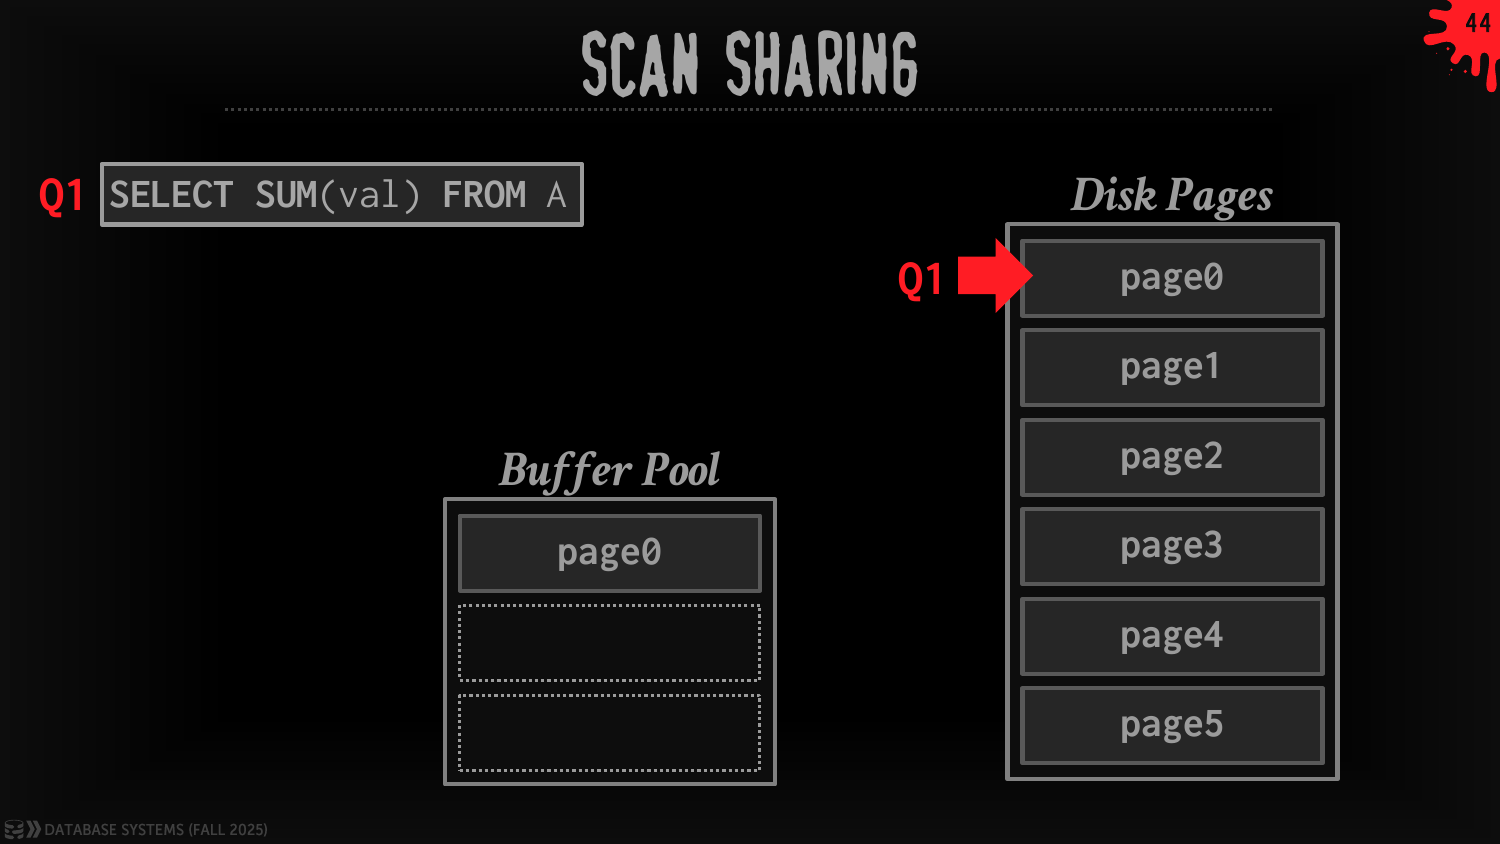 44
SCAN SHARING
Q1 SELECT SUM(val) FROM A
Disk Pages
Q1 page0
page1
page2
page3
page4
page5
Buffer Pool
page0
DATABASE SYSTEMS (FALL 2025)